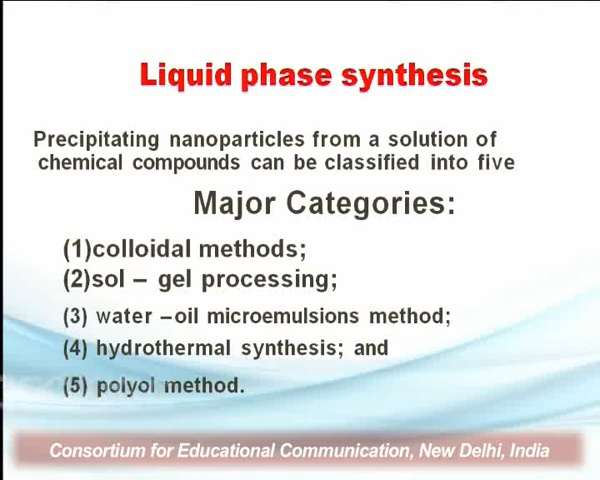 Liquid phase synthesis
Precipitating nanoparticles from a solution of
chemical compounds can be classified into five
Major Categories:
(1)colloidal methods;
(2)sol – gel processing;
(3) water –oil microemulsions method;
(4) hydrothermal synthesis; and
(5) polyol method.
Consortium for Educational Communication, New Delhi, India